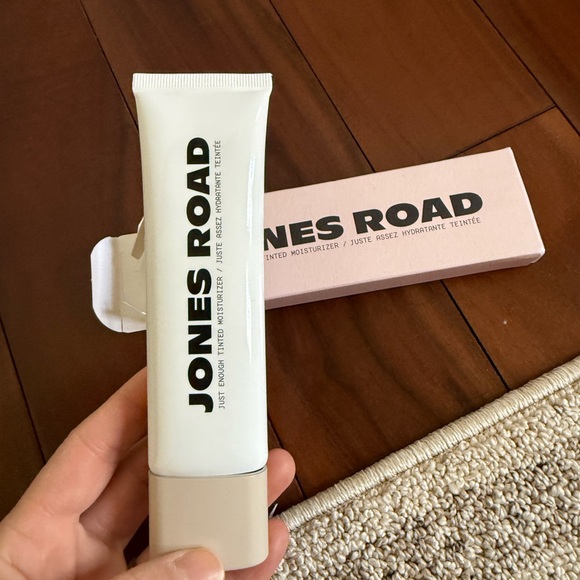 JONES ROAD
JUST ENOUGH TINTED MOISTURIZER / JUSTE ASSEZ HYDRATANTE TEINTÉE
NES ROAD
TINTED MOISTURIZER / JUSTE ASSEZ HYDRATANTE TEINTÉE